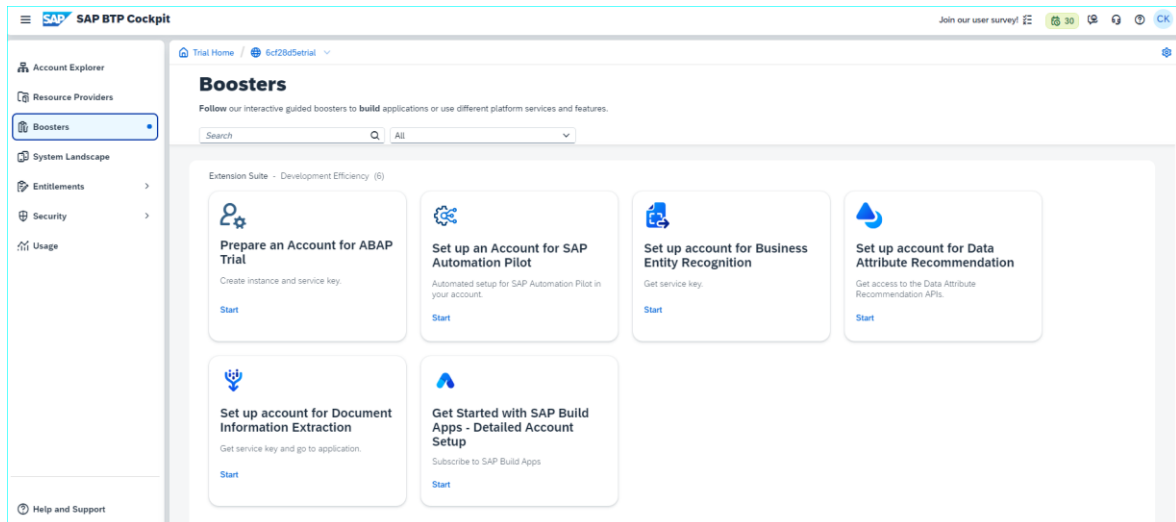 SAP SAP BTP Cockpit
Join our user survey!
30
CK
Trial Home / 6cf28d5etrial
Account Explorer
Resource Providers
Boosters
System Landscape
Entitlements
Security
Usage
Help and Support
Boosters
Follow our interactive guided boosters to build applications or use different platform services and features.
Search
All
Extension Suite - Development Efficiency (6)
Prepare an Account for ABAP
Trial
Create instance and service key.
Start
Set up an Account for SAP
Automation Pilot
Automated setup for SAP Automation Pilot in
your account.
Start
Set up account for Business
Entity Recognition
Get service key.
Start
Set up account for Data
Attribute Recommendation
Get access to the Data Attribute
Recommendation APIs.
Start
Set up account for Document
Information Extraction
Get service key and go to application.
Start
Get Started with SAP Build
Apps - Detailed Account
Setup
Subscribe to SAP Build Apps
Start